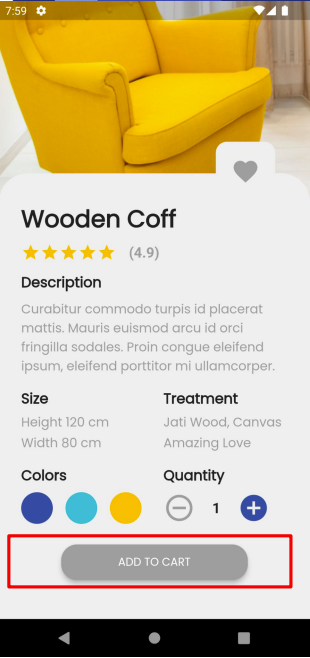 7:59
Wooden Coff
(4.9)
Description
Curabitur commodo turpis id placerat
mattis. Mauris euismod arcu id orci
fringilla sodales. Proin congue eleifend
ipsum, eleifend porttitor mi ullamcorper.
Size
Treatment
Height 120 cm
Jati Wood, Canvas
Width 80 cm
Amazing Love
Colors
Quantity
1
ADD TO CART